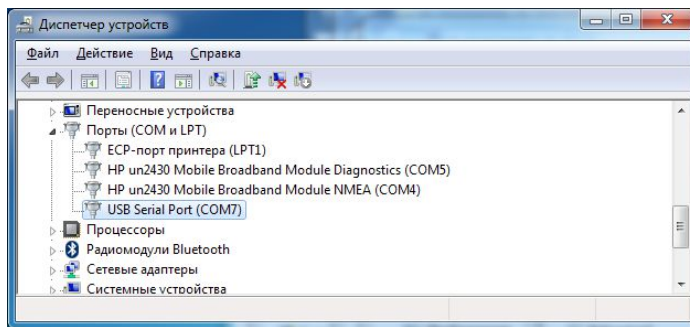 Диспетчер устройств
Файл Действие Вид Справка
Переносные устройства
Порты (COM и LPT)
ECP-порт принтера (LPT1)
HP un2430 Mobile Broadband Module Diagnostics (COM5)
HP un2430 Mobile Broadband Module NMEA (COM4)
USB Serial Port (COM7)
Процессоры
Радиомодули Bluetooth
Сетевые адаптеры
Системные устройства